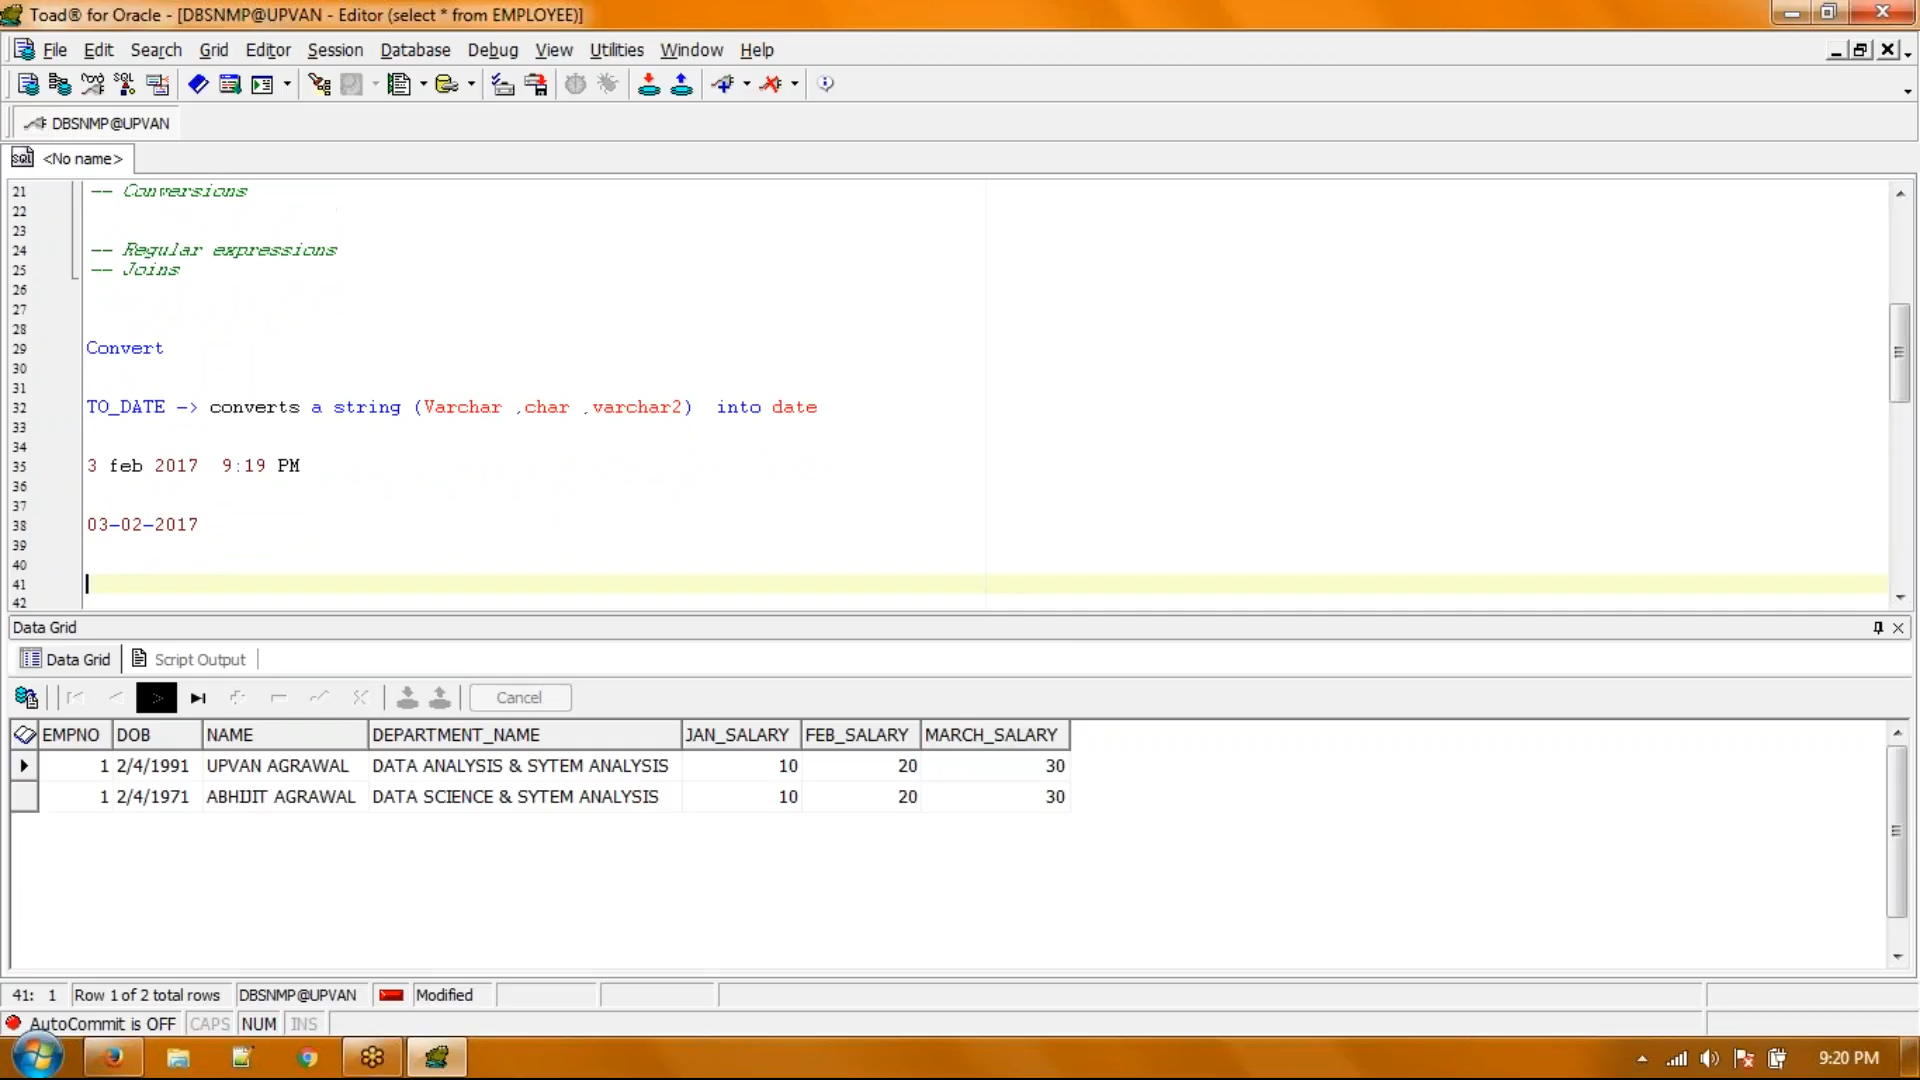 Toad® for Oracle - [DBSNMP@UPVAN - Editor (select * from EMPLOYEE)]
File Edit Search Grid Editor Session Database Debug View Utilities Window Help
DBSNMP@UPVAN
<No name>
21 -- Conversions
22
23
24 -- Regular expressions
25 -- Joins
26
27
28
29 Convert
30
31
32 TO_DATE -> converts a string (Varchar ,char ,varchar2)  into date
33
34
35 3 feb 2017  9:19 PM
36
37
38 03-02-2017
39
40
41
42
Data Grid
Data Grid Script Output
Cancel
EMPNO DOB NAME DEPARTMENT_NAME JAN_SALARY FEB_SALARY MARCH_SALARY
1 2/4/1991 UPVAN AGRAWAL DATA ANALYSIS & SYTEM ANALYSIS 10 20 30
1 2/4/1971 ABHIJIT AGRAWAL DATA SCIENCE & SYTEM ANALYSIS 10 20 30
41: 1 Row 1 of 2 total rows DBSNMP@UPVAN Modified
AutoCommit is OFF CAPS NUM INS
9:20 PM